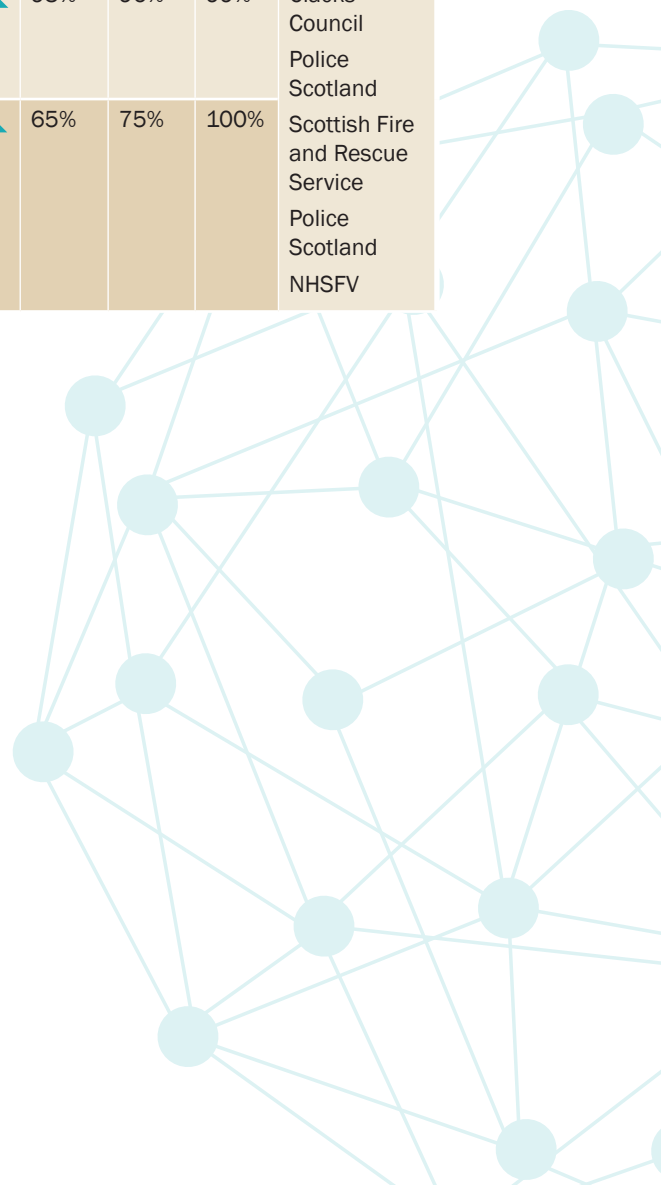 Council
Police
Scotland
65% 75% 100% Scottish Fire
and Rescue
Service
Police
Scotland
NHSFV